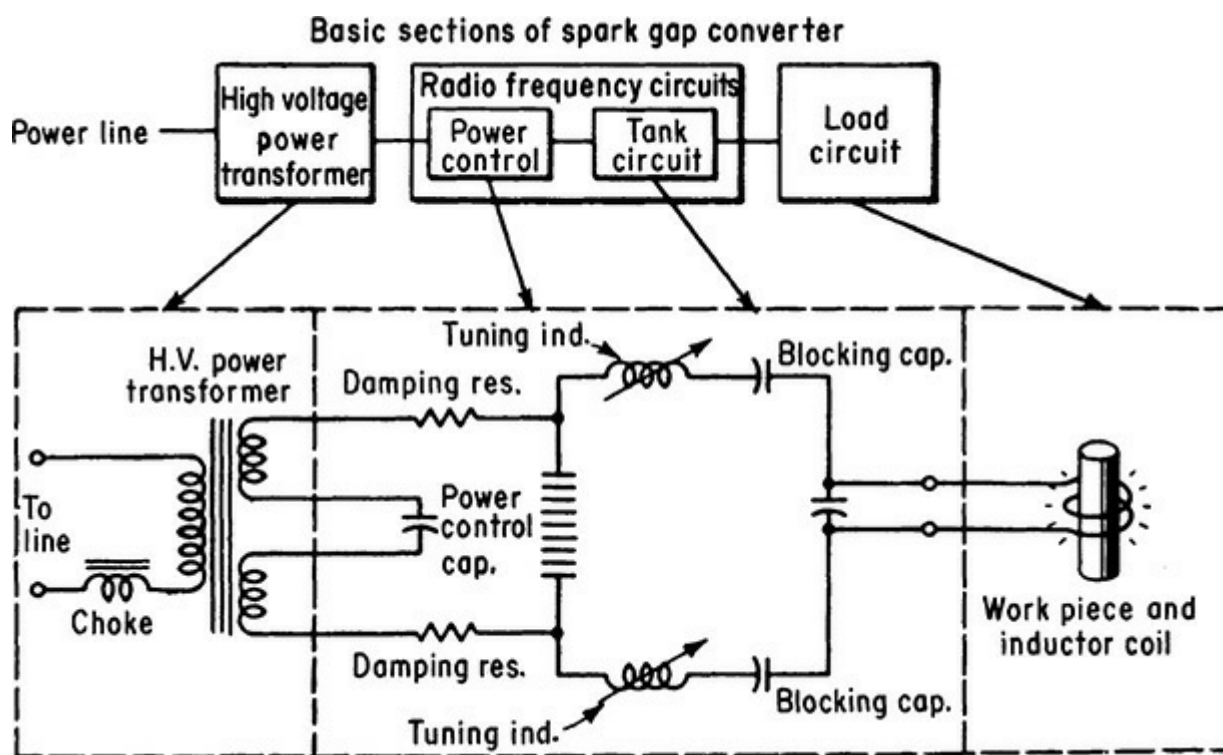 Basic sections of spark gap converter
Power line
High voltage
power
transformer
Radio frequency circuits
Power
control
Tank
circuit
Load
circuit
H.V. power
transformer
To
line
Choke
Damping res.
Power
control
cap.
Damping res.
Tuning ind.
Blocking cap.
Tuning ind.
Blocking cap.
Work piece and
inductor coil